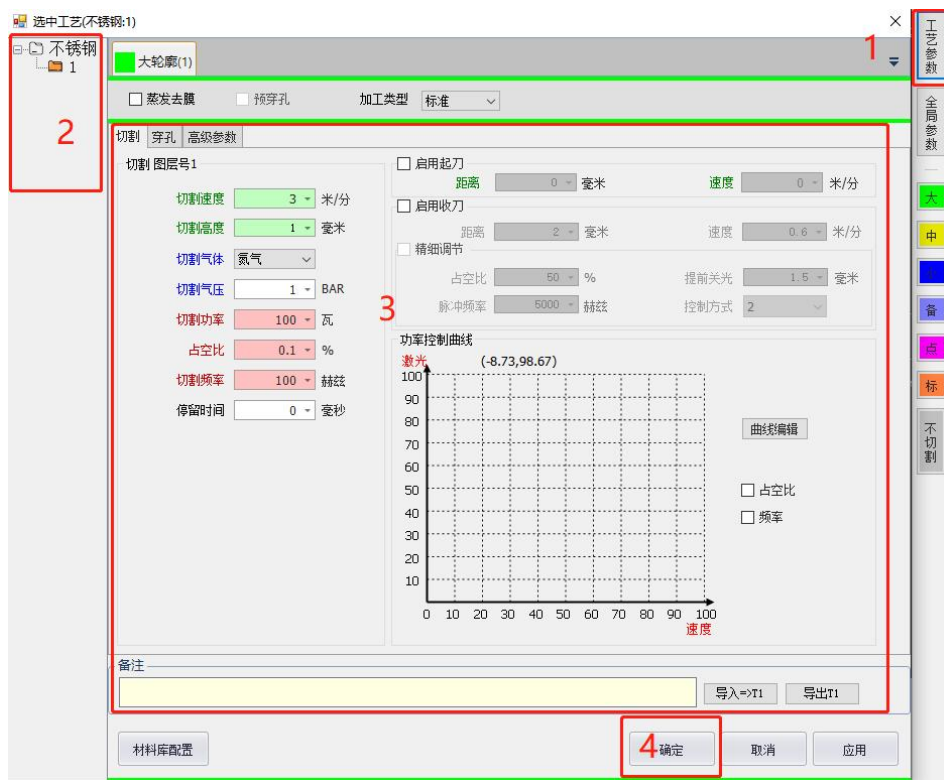 选中工艺(不锈钢:1)
1
工艺参数
不锈钢
1
2
大轮廓(1)
蒸发去膜
预穿孔
加工类型
标准
全局参数
切割
穿孔
高级参数
切割 图层号1
切割速度 3 米/分
切割高度 1 毫米
切割气体 氮气
切割气压 1 BAR
切割功率 100 瓦
占空比 0.1 %
切割频率 100 赫兹
停留时间 0 毫秒
启用起刀
距离 0 毫米 速度 0 米/分
启用收刀
距离 2 毫米 速度 0.6 米/分
精细调节
占空比 50 % 提前关光 1.5 毫米
脉冲频率 5000 赫兹 控制方式 2
3
功率控制曲线
激光 (-8.73,98.67)
100
90
80
70
60
50
40
30
20
10
0 10 20 30 40 50 60 70 80 90 100
速度
曲线编辑
占空比
频率
大
中
备
点
标
不切割
备注
导入=>T1 导出T1
材料库配置
4
确定
取消
应用